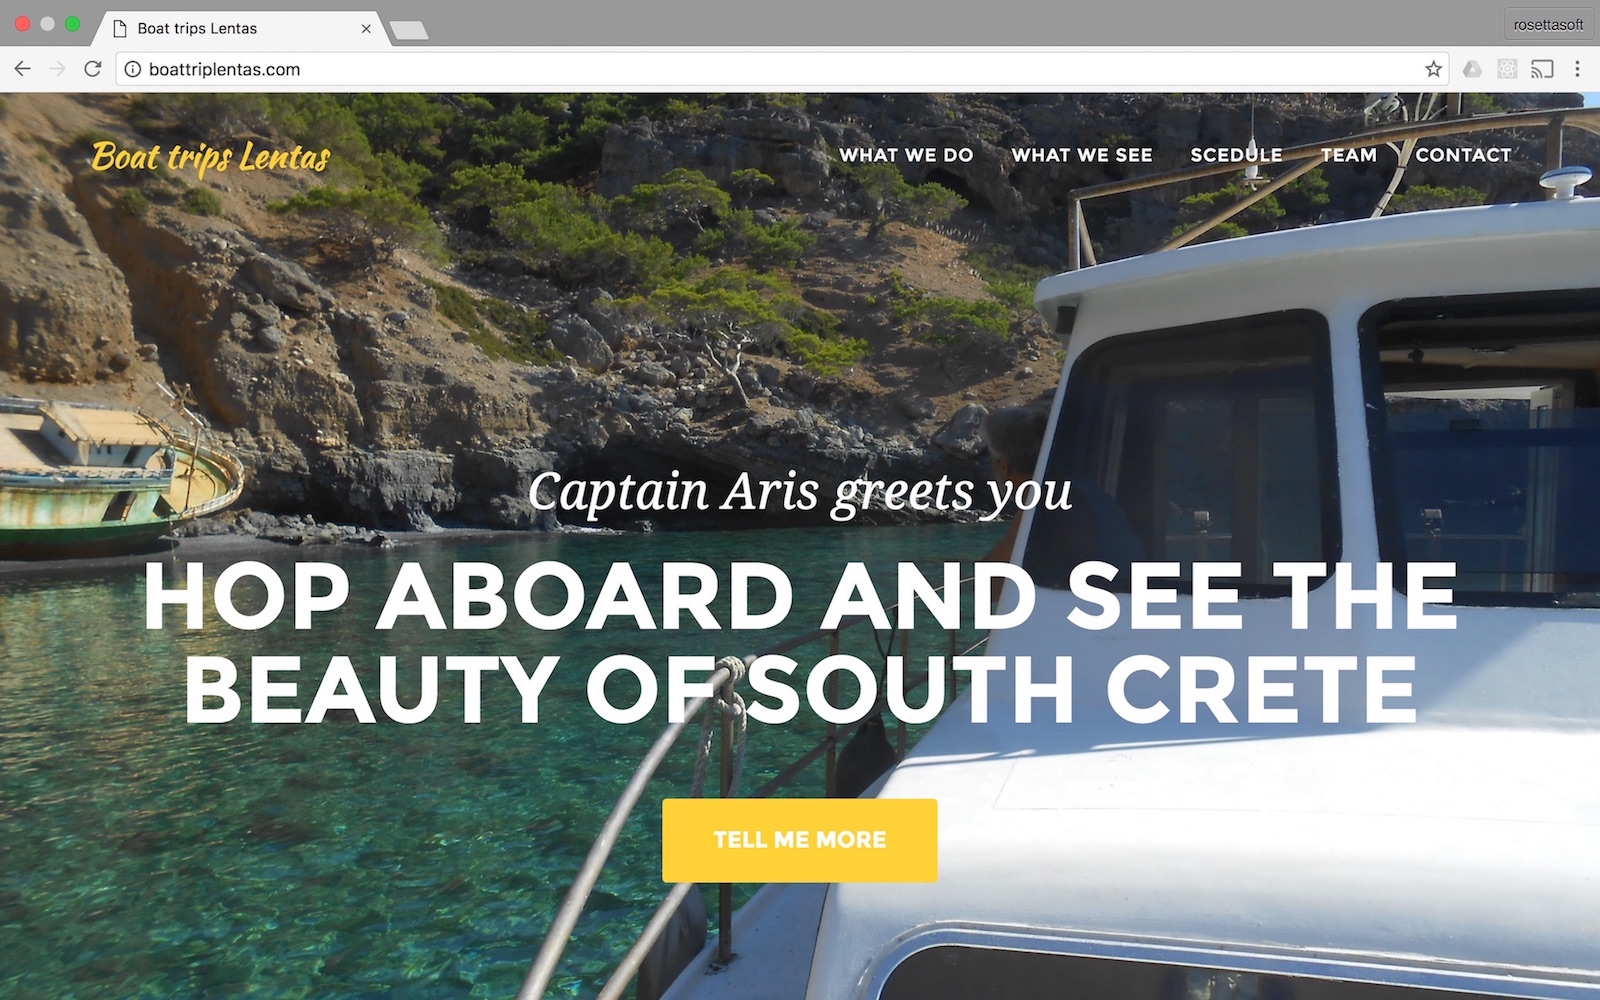 Boat trips Lentas
rosettasoft
boattriplentas.com
Boat trips Lentas
WHAT WE DO
WHAT WE SEE
SCEDULE
TEAM
CONTACT
Captain Aris greets you
HOP ABOARD AND SEE THE
BEAUTY OF SOUTH CRETE
TELL ME MORE